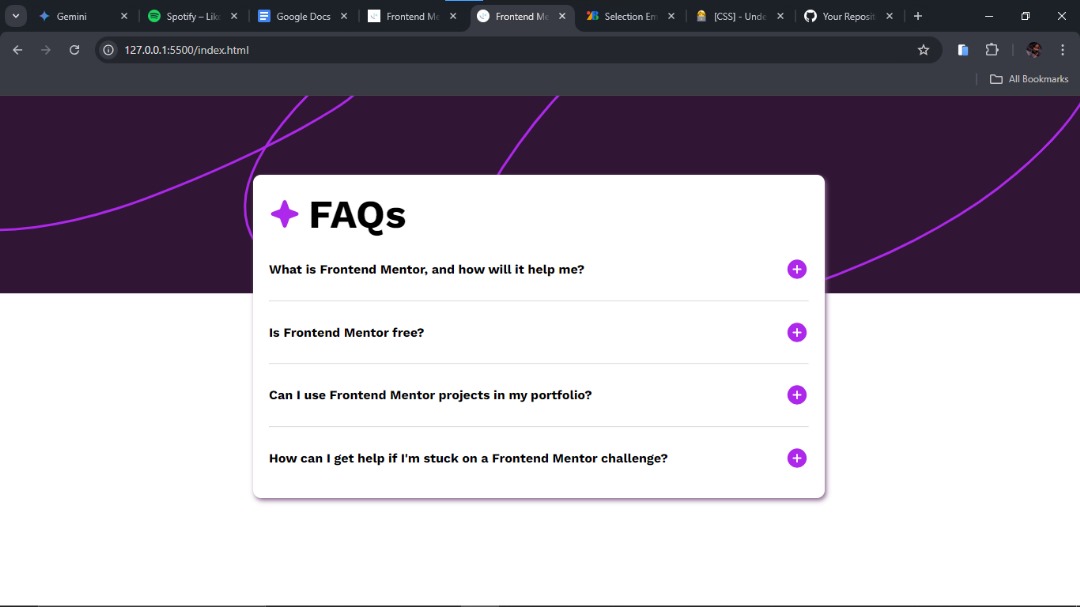 Gemini
Spotify – Lik
Google Docs
Frontend Me
Frontend Me
Selection Em
[CSS] - Unde
Your Reposit
127.0.0.1:5500/index.html
All Bookmarks
FAQs
What is Frontend Mentor, and how will it help me?
Is Frontend Mentor free?
Can I use Frontend Mentor projects in my portfolio?
How can I get help if I'm stuck on a Frontend Mentor challenge?